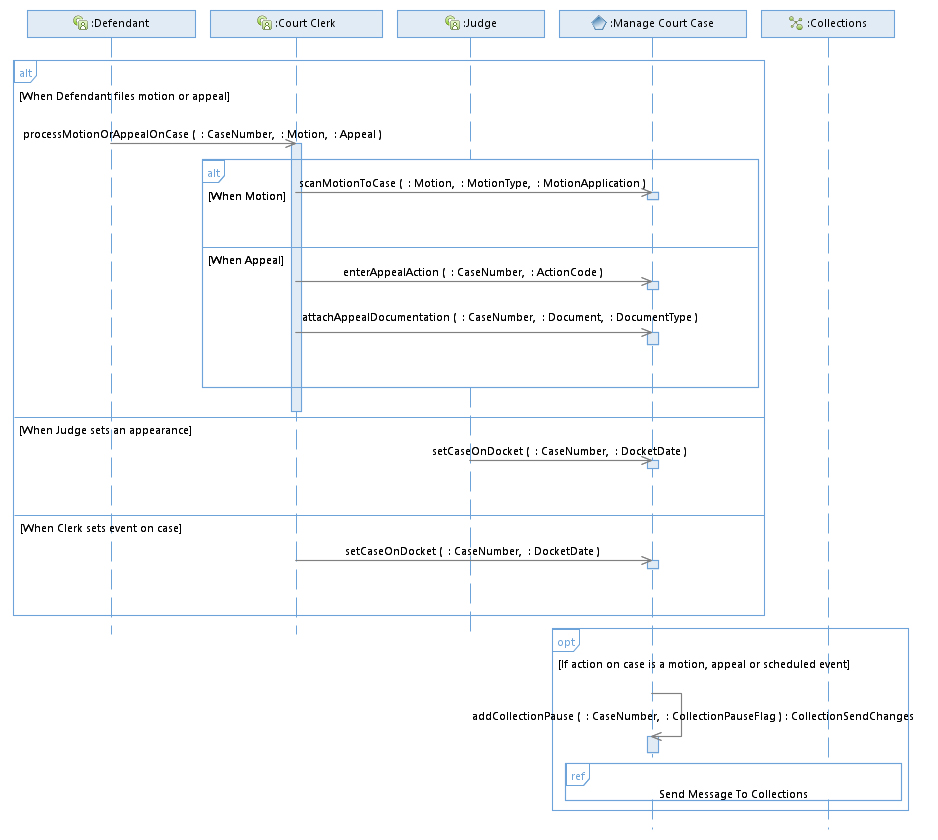 :Defendant
:Court Clerk
:Judge
:Manage Court Case
:Collections
alt
[When Defendant files motion or appeal]
processMotionOrAppealOnCase ( : CaseNumber, : Motion, : Appeal )
alt
scanMotionToCase ( : Motion, : MotionType, : MotionApplication )
[When Motion]
[When Appeal]
enterAppealAction ( : CaseNumber, : ActionCode )
attachAppealDocumentation ( : CaseNumber, : Document, : DocumentType )
[When Judge sets an appearance]
setCaseOnDocket ( : CaseNumber, : DocketDate )
[When Clerk sets event on case]
setCaseOnDocket ( : CaseNumber, : DocketDate )
opt
[If action on case is a motion, appeal or scheduled event]
addCollectionPause ( : CaseNumber, : CollectionPauseFlag ) : CollectionSendChanges
ref
Send Message To Collections